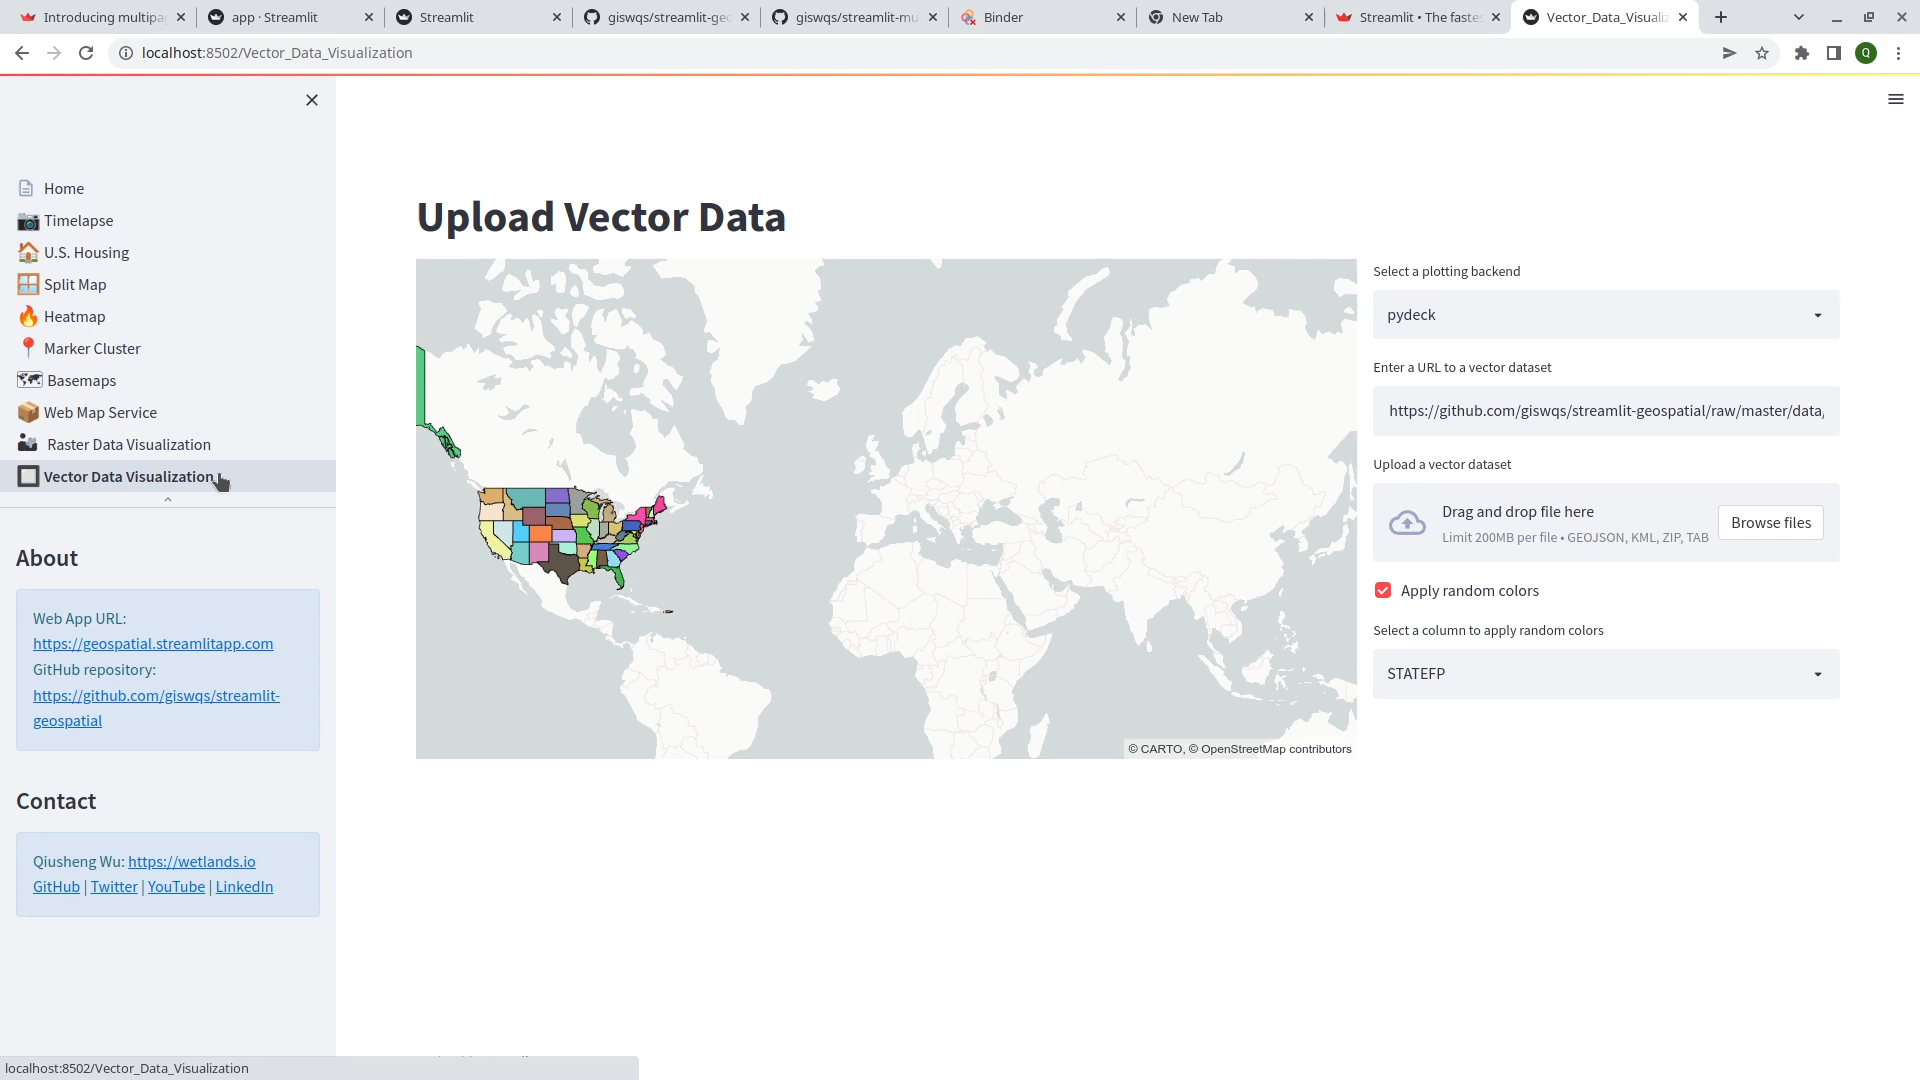 Introducing multipa
app · Streamlit
Streamlit
giswqs/streamlit-geo
giswqs/streamlit-mu
Binder
New Tab
Streamlit • The faste
Vector_Data_Visualiz
localhost:8502/Vector_Data_Visualization
Q
Home
Timelapse
U.S. Housing
Split Map
Heatmap
Marker Cluster
Basemaps
Web Map Service
Raster Data Visualization
Vector Data Visualization
About
Web App URL:
https://geospatial.streamlitapp.com
GitHub repository:
https://github.com/giswqs/streamlit-
geospatial
Contact
Qiusheng Wu: https://wetlands.io
GitHub | Twitter | YouTube | LinkedIn
Upload Vector Data
© CARTO, © OpenStreetMap contributors
Select a plotting backend
pydeck
Enter a URL to a vector dataset
https://github.com/giswqs/streamlit-geospatial/raw/master/data,
Upload a vector dataset
Drag and drop file here
Limit 200MB per file • GEOJSON, KML, ZIP, TAB
Browse files
Apply random colors
Select a column to apply random colors
STATEFP
localhost:8502/Vector_Data_Visualization